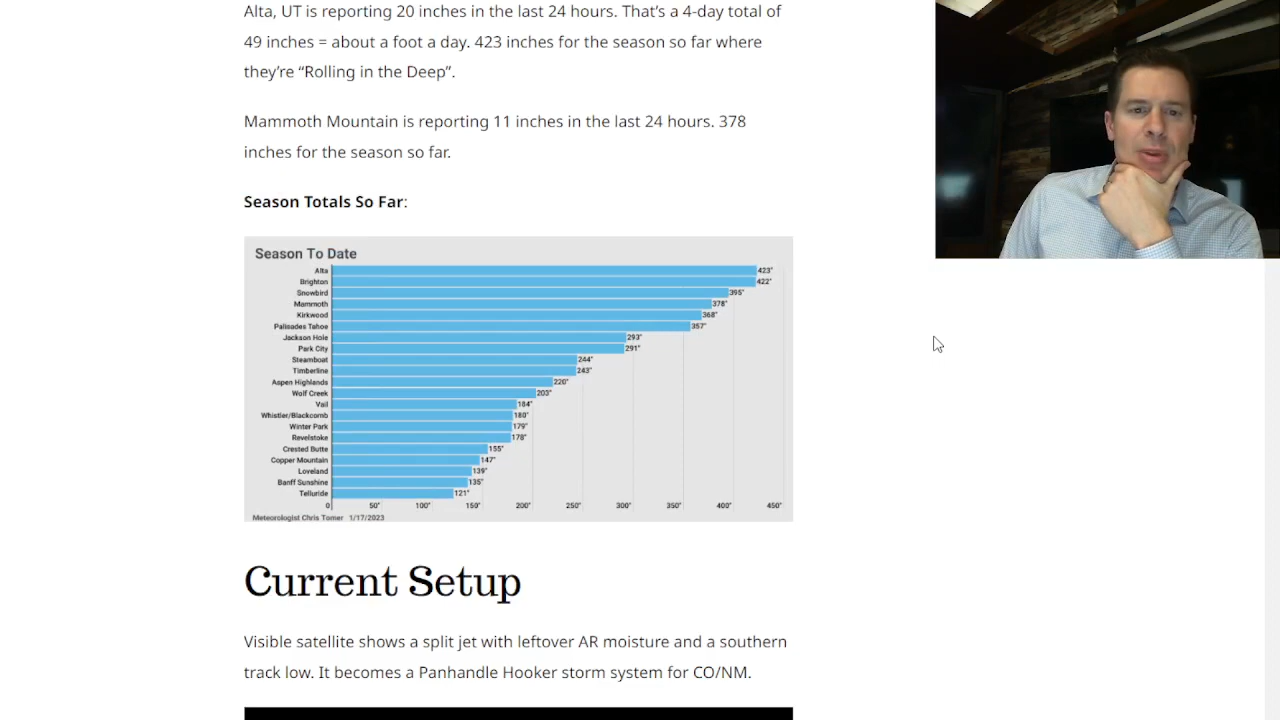 Alta, UT is reporting 20 inches in the last 24 hours. That’s a 4-day total of
49 inches = about a foot a day. 423 inches for the season so far where
they’re “Rolling in the Deep”.
Mammoth Mountain is reporting 11 inches in the last 24 hours. 378
inches for the season so far.
Season Totals So Far:
Season To Date
Alta 423"
Brighton 422"
Snowbird 395"
Mammoth 378"
Kirkwood 368"
Palisades Tahoe 357"
Jackson Hole 293"
Park City 291"
Steamboat 244"
Timberline 243"
Aspen Highlands 220"
Wolf Creek 203"
Vail 184"
Whistler/Blackcomb 180"
Winter Park 179"
Revelstoke 178"
Crested Butte 155"
Copper Mountain 147"
Loveland 139"
Banff Sunshine 135"
Telluride 121"
0 50" 100" 150" 200" 250" 300" 350" 400" 450"
Meteorologist Chris Tomer 1/17/2023
Current Setup
Visible satellite shows a split jet with leftover AR moisture and a southern
track low. It becomes a Panhandle Hooker storm system for CO/NM.